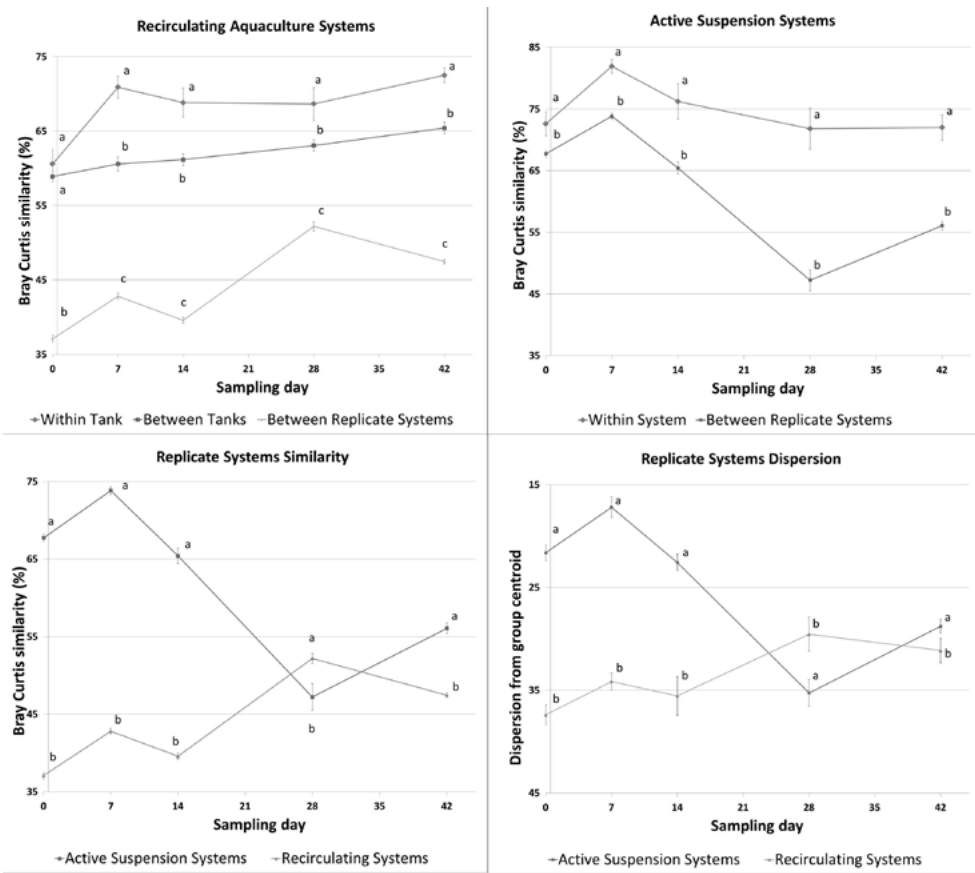 Recirculating Aquaculture Systems
Bray Curtis similarity (%)
75
65
55
45
35
a
a
a
a
a
a
b
b
b
b
b
c
c
c
c
0
7
14
21
28
35
42
Sampling day
Within Tank Between Tanks Between Replicate Systems
Active Suspension Systems
Bray Curtis similarity (%)
85
75
65
55
45
35
a
a
a
a
a
b
b
b
b
b
0
7
14
21
28
35
42
Sampling day
Within System Between Replicate Systems
Replicate Systems Similarity
Bray Curtis similarity (%)
75
65
55
45
35
a
a
a
a
a
b
b
b
b
b
0
7
14
21
28
35
42
Sampling day
Active Suspension Systems Recirculating Systems
Replicate Systems Dispersion
Dispersion from group centroid
15
25
35
45
a
a
a
b
a
b
b
b
a
b
0
7
14
21
28
35
42
Sampling day
Active Suspension Systems Recirculating Systems